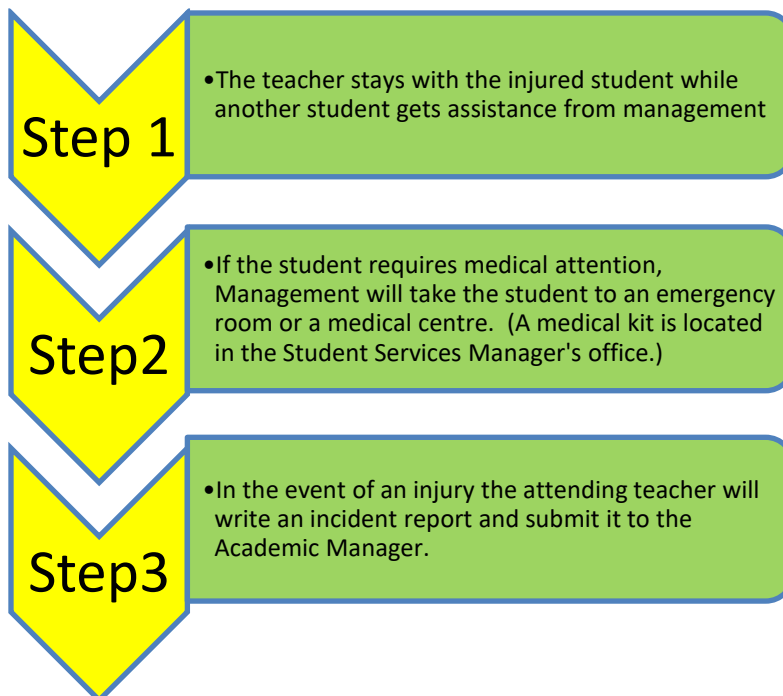 Step 1
•The teacher stays with the injured student while
another student gets assistance from management
Step2
•If the student requires medical attention,
Management will take the student to an emergency
room or a medical centre.  (A medical kit is located
in the Student Services Manager's office.)
Step3
•In the event of an injury the attending teacher will
write an incident report and submit it to the
Academic Manager.